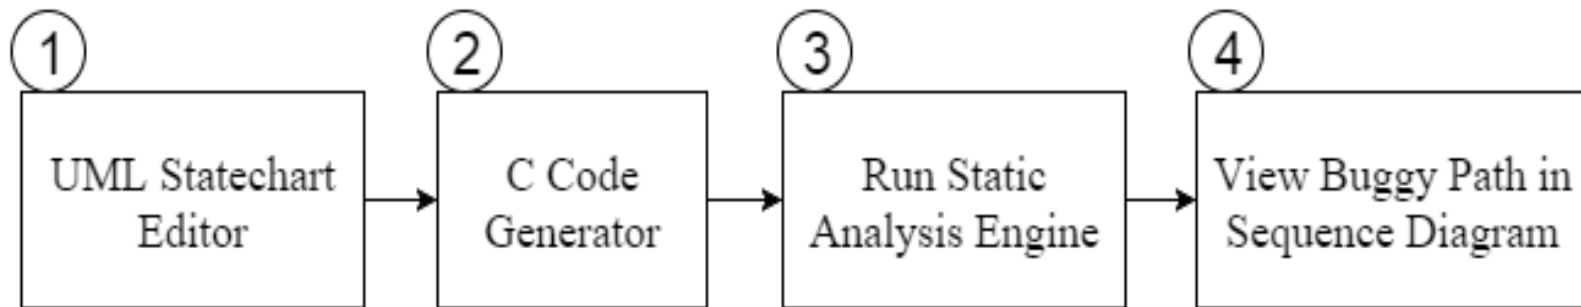 1
UML Statechart
Editor
2
C Code
Generator
3
Run Static
Analysis Engine
4
View Buggy Path in
Sequence Diagram